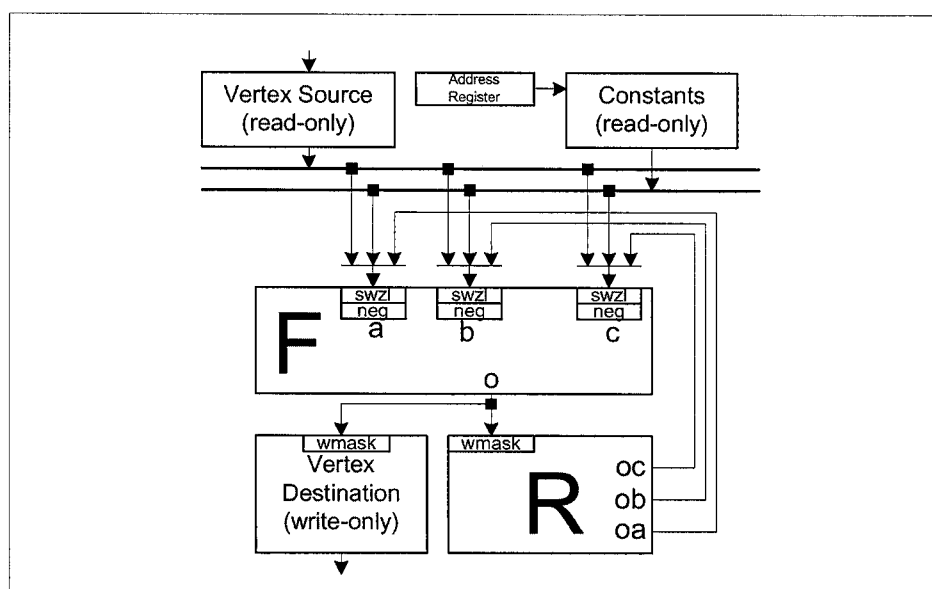 Vertex Source
(read-only)
Address
Register
Constants
(read-only)
swzl
neg
a
swzl
neg
b
swzl
neg
c
F
o
wmask
Vertex
Destination
(write-only)
wmask
R
oc
ob
oa